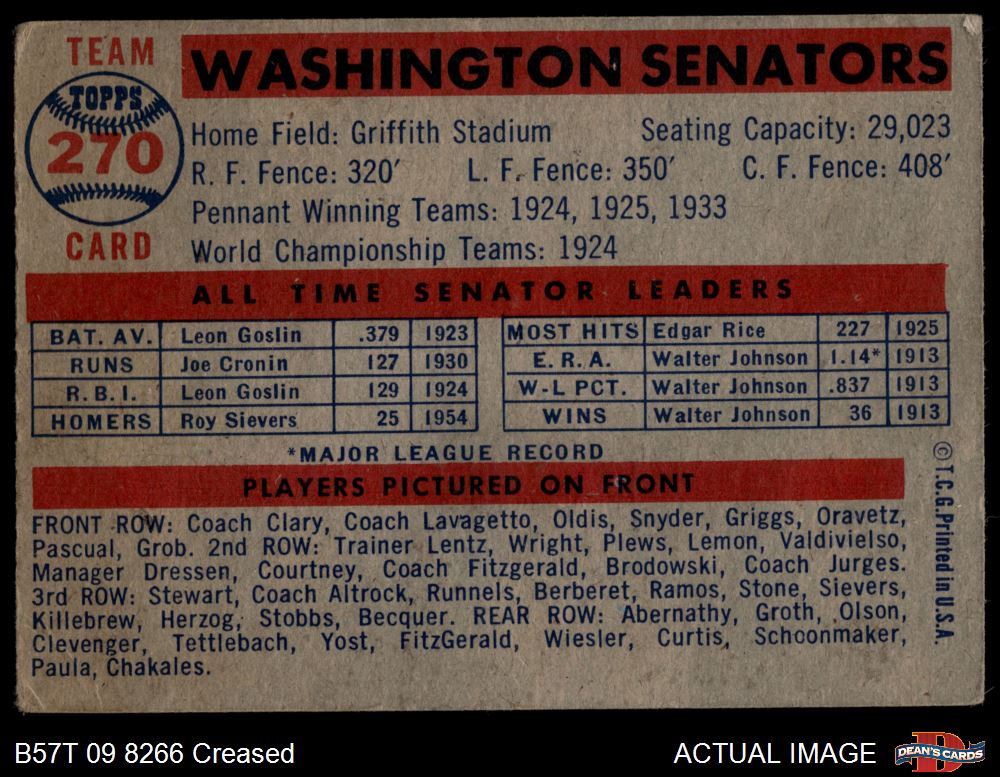 TEAM
TOPPS
270
CARD
WASHINGTON SENATORS
Home Field: Griffith Stadium Seating Capacity: 29,023
R. F. Fence: 320′ L. F. Fence: 350′ C. F. Fence: 408′
Pennant Winning Teams: 1924, 1925, 1933
World Championship Teams: 1924
ALL TIME SENATOR LEADERS
BAT. AV. Leon Goslin .379 1923
RUNS Joe Cronin 127 1930
R. B. I. Leon Goslin 129 1924
HOMERS Roy Sievers 25 1954
MOST HITS Edgar Rice 227 1925
E. R. A. Walter Johnson 1.14* 1913
W-L PCT. Walter Johnson .837 1913
WINS Walter Johnson 36 1913
*MAJOR LEAGUE RECORD
PLAYERS PICTURED ON FRONT
FRONT ROW: Coach Clary, Coach Lavagetto, Oldis, Snyder, Griggs, Oravetz,
Pascual, Grob. 2nd ROW: Trainer Lentz, Wright, Plews, Lemon, Valdivielso,
Manager Dressen, Courtney, Coach Fitzgerald, Brodowski, Coach Jurges.
3rd ROW: Stewart, Coach Altrock, Runnels, Berberet, Ramos, Stone, Sievers,
Killebrew, Herzog, Stobbs, Becquer. REAR ROW: Abernathy, Groth, Olson,
Clevenger, Tettlebach, Yost, FitzGerald, Wiesler, Curtis, Schoonmaker,
Paula, Chakales.
© T.C.G. Printed in U.S.A.
B57T 09 8266 Creased
ACTUAL IMAGE
DEAN'S CARDS